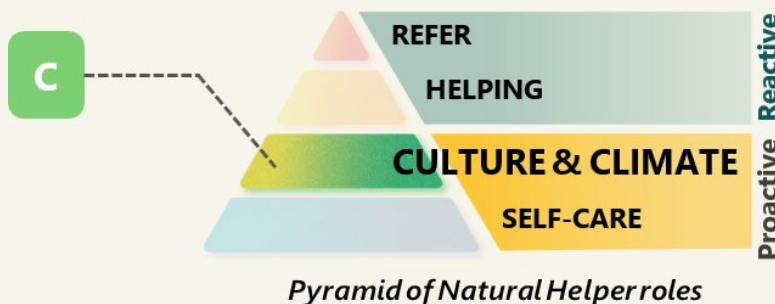 C
REFER
HELPING
CULTURE & CLIMATE
SELF-CARE
Reactive
Proactive
Pyramid of Natural Helper roles